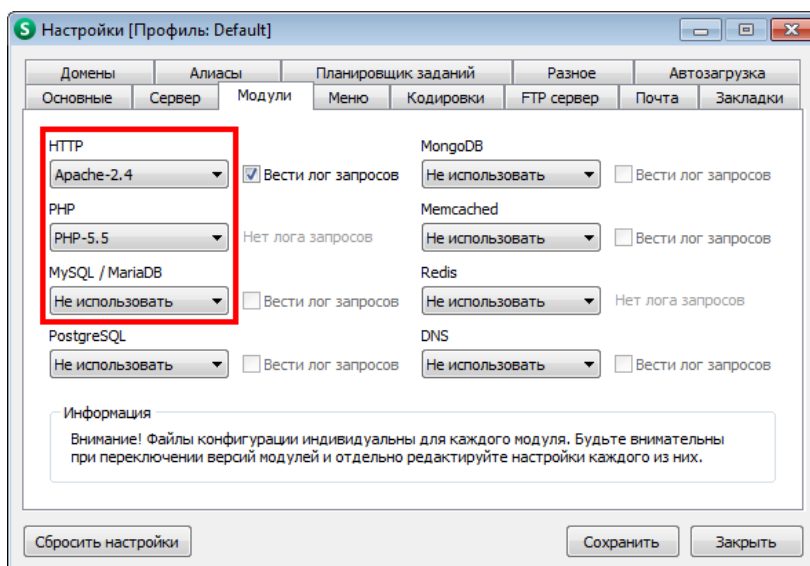 S Настройки [Профиль: Default]
Домены Алиасы Планировщик заданий Разное Автозагрузка
Основные Сервер Модули Меню Кодировки FTP сервер Почта Закладки
HTTP MongoDB
Apache-2.4 Вести лог запросов Не использовать Вести лог запросов
PHP Memcached
PHP-5.5 Нет лога запросов Не использовать Вести лог запросов
MySQL / MariaDB Redis
Не использовать Вести лог запросов Не использовать Нет лога запросов
PostgreSQL DNS
Не использовать Вести лог запросов Не использовать Вести лог запросов
Информация
Внимание! Файлы конфигурации индивидуальны для каждого модуля. Будьте внимательны
при переключении версий модулей и отдельно редактируйте настройки каждого из них.
Сбросить настройки Сохранить Закрыть